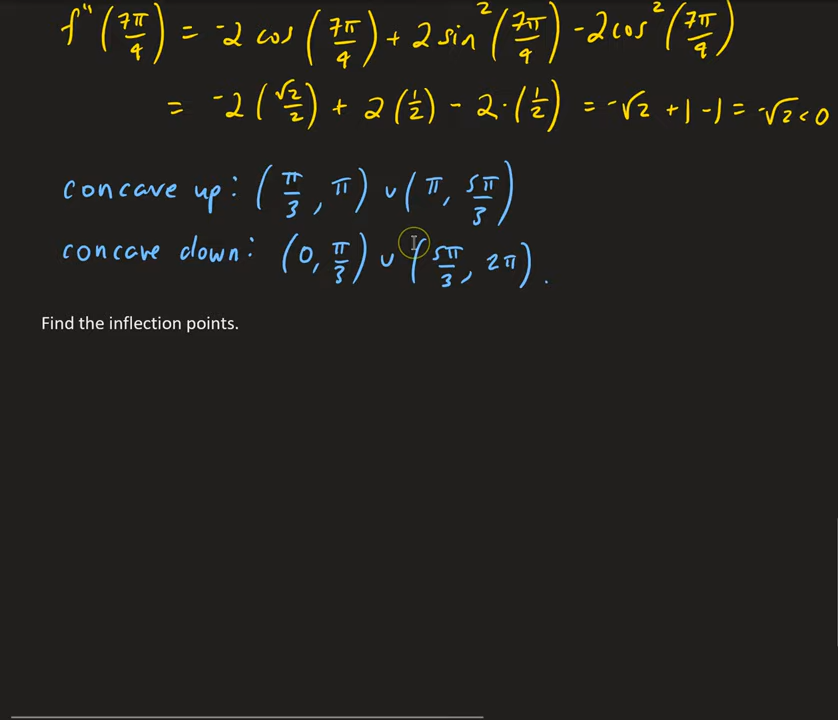 f"(7π/4) = -2 cos(7π/4) + 2 sin²(7π/4) - 2 cos²(7π/4)
= -2(√2/2) + 2(1/2) - 2·(1/2) = -√2 + 1 - 1 = -√2 < 0
concave up: (π/3, π) ∪ (π, 5π/3)
concave down: (0, π/3) ∪ (5π/3, 2π).
Find the inflection points.